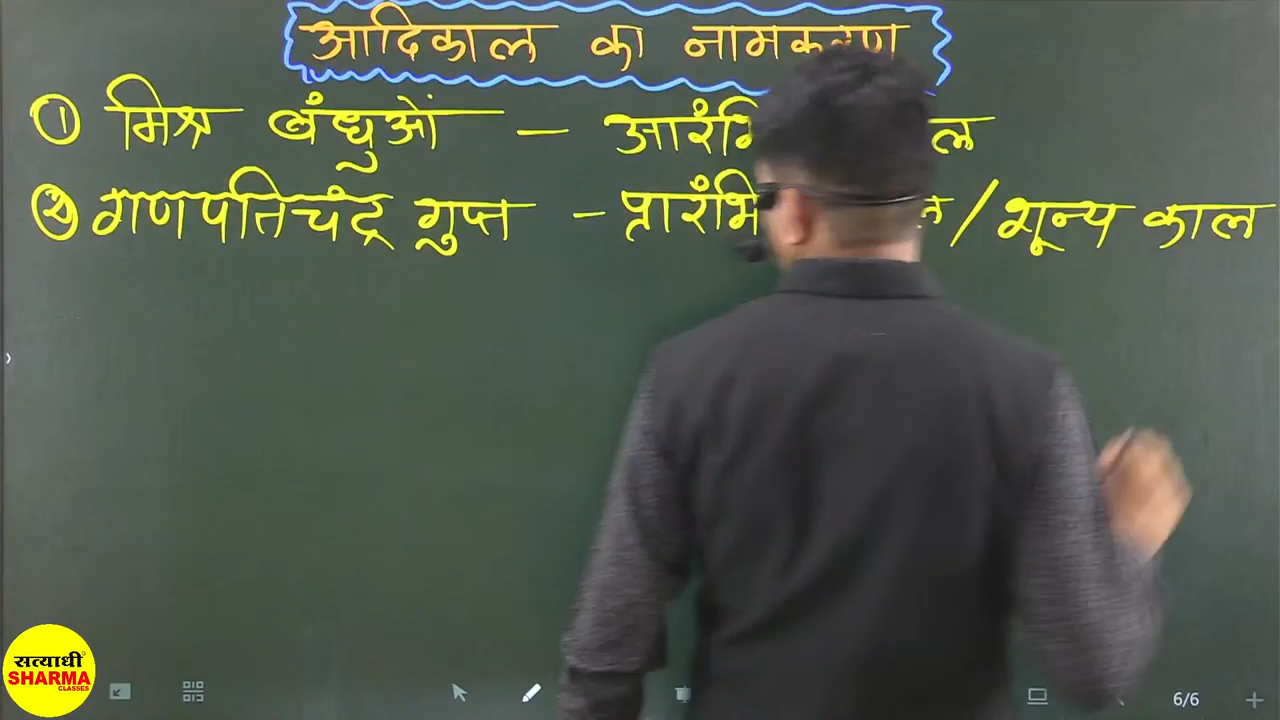 आदिकाल का नामकरण
① मिश्र बंधुओं – आरंभि ल
② गणपतिचंद्र गुप्त – प्रारंभि ल / शून्य काल
सत्याधी
SHARMA
CLASSES
6/6